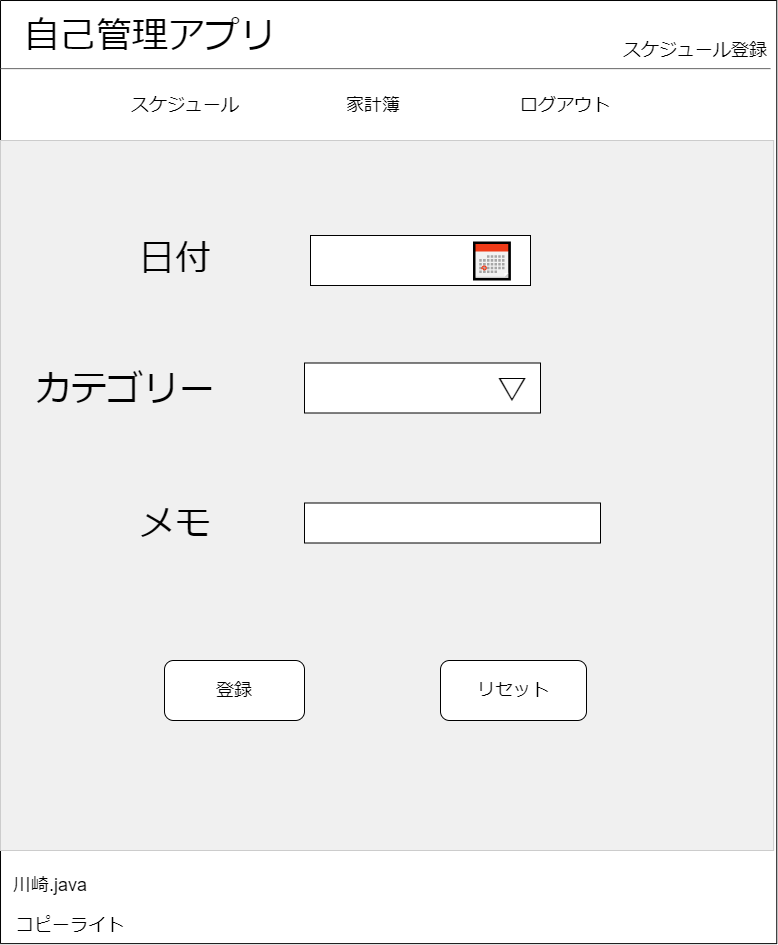 自己管理アプリ
スケジュール登録
スケジュール 家計簿 ログアウト
日付
カテゴリー
メモ
登録 リセット
川崎.java
コピーライト